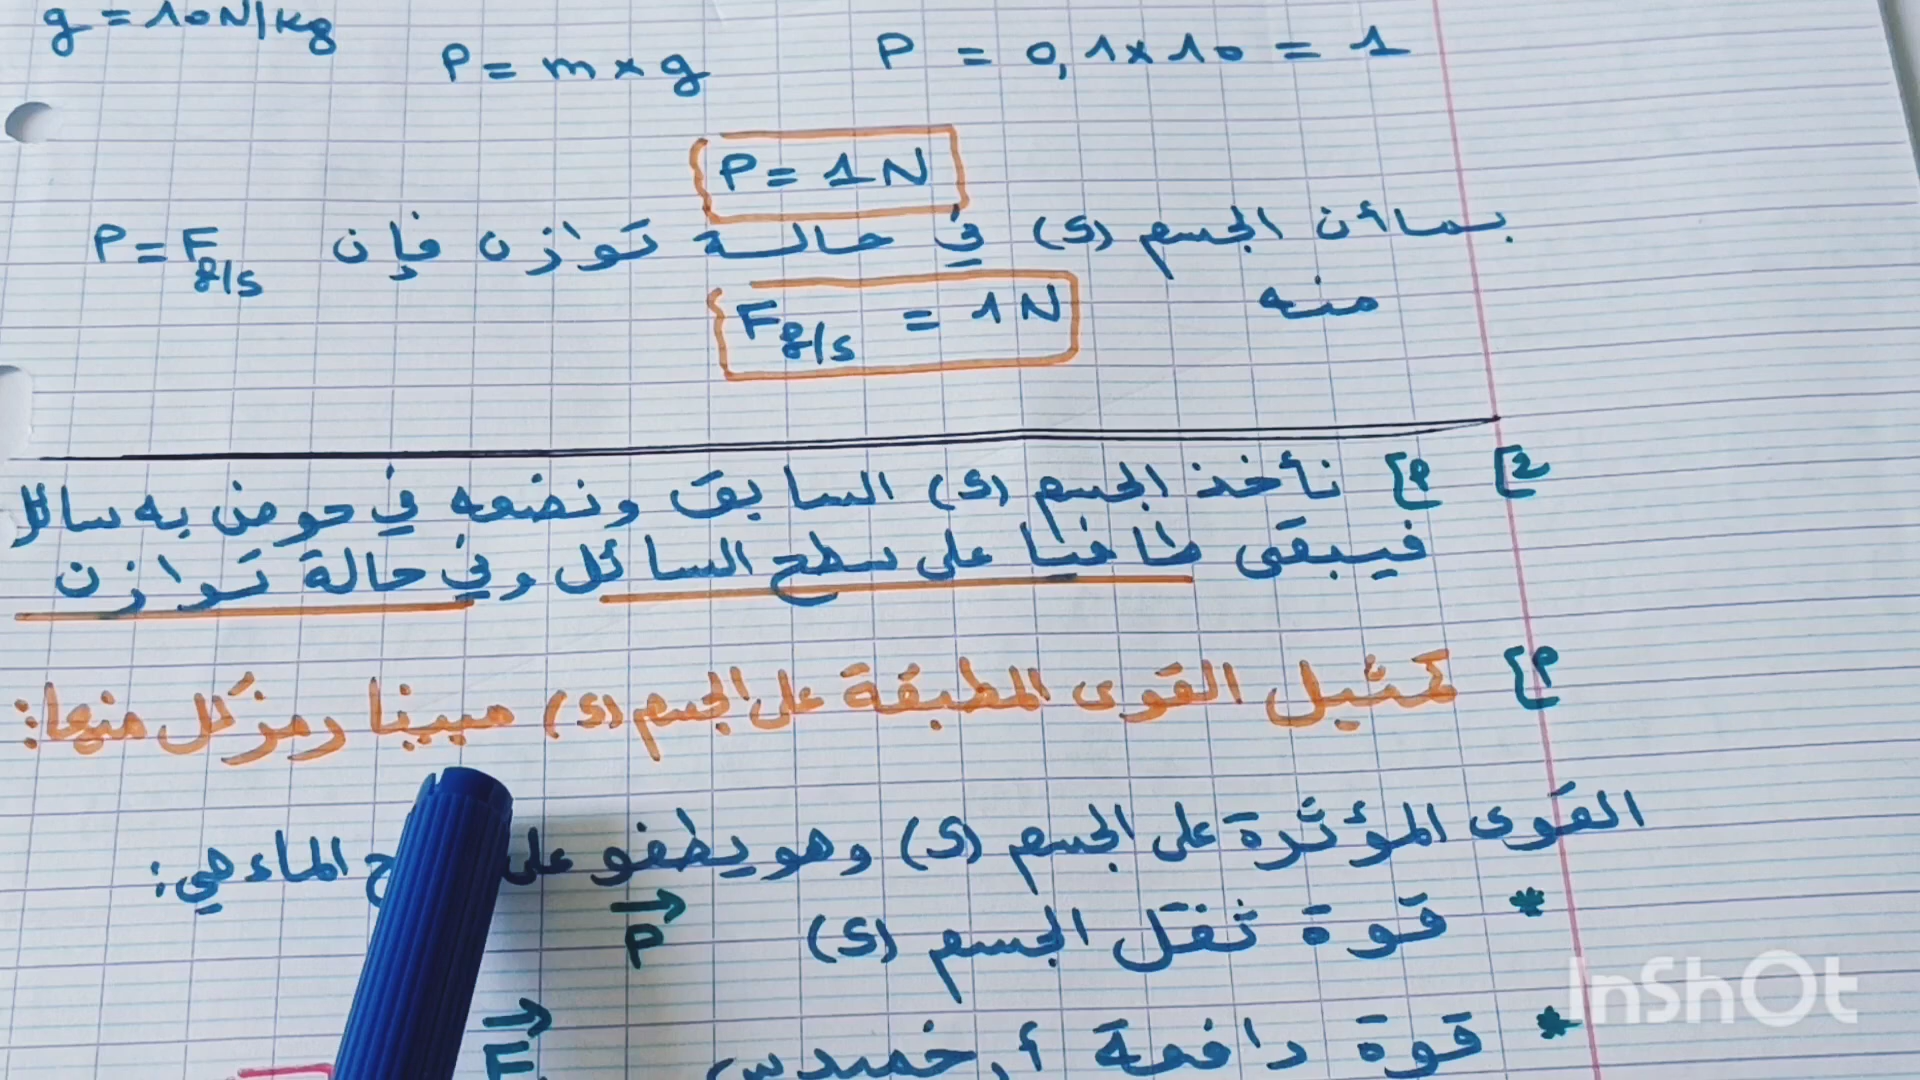 g = 10N/kg
P = m x g
P = 0,1 x 10 = 1
P = 1N
بما أن الجسم (S) في حالة توازن فإن P = F f/s
منه F f/s = 1N
2] أ] نأخذ الجسم (S) السابق ونضعه في حوض به سائل
فيبقى طافيا على سطح السائل وفي حالة توازن
أ] تمثيل القوى المطبقة على الجسم (S) مبينا رمز كل منها:
القوى المؤثرة على الجسم (S) وهو يطفو على الماء هي:
* قوة ثقل الجسم (S) P
* قوة دافعة أرخميدس F
InShOt